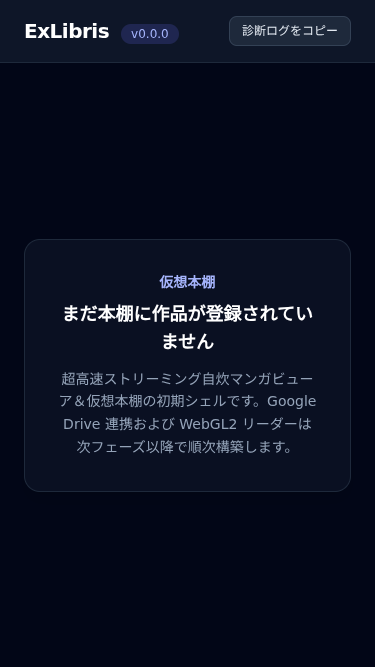 ExLibris
v0.0.0
診断ログをコピー
仮想本棚
まだ本棚に作品が登録されてい
ません
超高速ストリーミング自炊マンガビュー
ア＆仮想本棚の初期シェルです。Google
Drive 連携および WebGL2 リーダーは
次フェーズ以降で順次構築します。